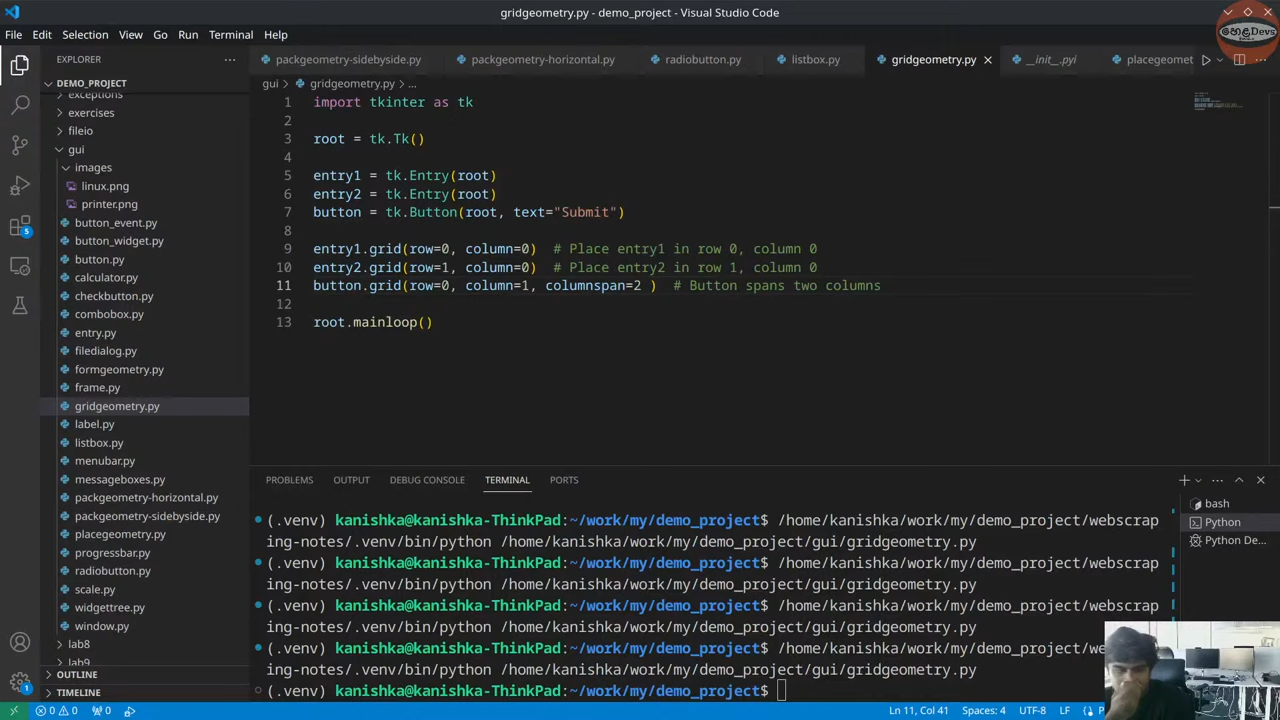 gridgeometry.py - demo_project - Visual Studio Code
File Edit Selection View Go Run Terminal Help
EXPLORER
packgeometry-sidebyside.py packgeometry-horizontal.py radiobutton.py listbox.py gridgeometry.py __init__.pyi placegeomet
DEMO_PROJECT
gui gridgeometry.py ...
exceptions
exercises
fileio
gui
images
linux.png
printer.png
button_event.py
button_widget.py
button.py
calculator.py
checkbutton.py
combobox.py
entry.py
filedialog.py
formgeometry.py
frame.py
gridgeometry.py
label.py
listbox.py
menubar.py
messageboxes.py
packgeometry-horizontal.py
packgeometry-sidebyside.py
placegeometry.py
progressbar.py
radiobutton.py
scale.py
widgettree.py
window.py
lab8
lab9
OUTLINE
TIMELINE
1 import tkinter as tk
2
3 root = tk.Tk()
4
5 entry1 = tk.Entry(root)
6 entry2 = tk.Entry(root)
7 button = tk.Button(root, text="Submit")
8
9 entry1.grid(row=0, column=0) # Place entry1 in row 0, column 0
10 entry2.grid(row=1, column=0) # Place entry2 in row 1, column 0
11 button.grid(row=0, column=1, columnspan=2 ) # Button spans two columns
12
13 root.mainloop()
PROBLEMS OUTPUT DEBUG CONSOLE TERMINAL PORTS
(.venv) kanishka@kanishka-ThinkPad:~/work/my/demo_project$ /home/kanishka/work/my/demo_project/webscrap
ing-notes/.venv/bin/python /home/kanishka/work/my/demo_project/gui/gridgeometry.py
(.venv) kanishka@kanishka-ThinkPad:~/work/my/demo_project$ /home/kanishka/work/my/demo_project/webscrap
ing-notes/.venv/bin/python /home/kanishka/work/my/demo_project/gui/gridgeometry.py
(.venv) kanishka@kanishka-ThinkPad:~/work/my/demo_project$ /home/kanishka/work/my/demo_project/webscrap
ing-notes/.venv/bin/python /home/kanishka/work/my/demo_project/gui/gridgeometry.py
(.venv) kanishka@kanishka-ThinkPad:~/work/my/demo_project$ /home/kanishka/work/my/demo_project/we
ing-notes/.venv/bin/python /home/kanishka/work/my/demo_project/gui/gridgeometry.py
(.venv) kanishka@kanishka-ThinkPad:~/work/my/demo_project$
bash
Python
Python De...
5
1
0 0 0 Ln 11, Col 41 Spaces: 4 UTF-8 LF